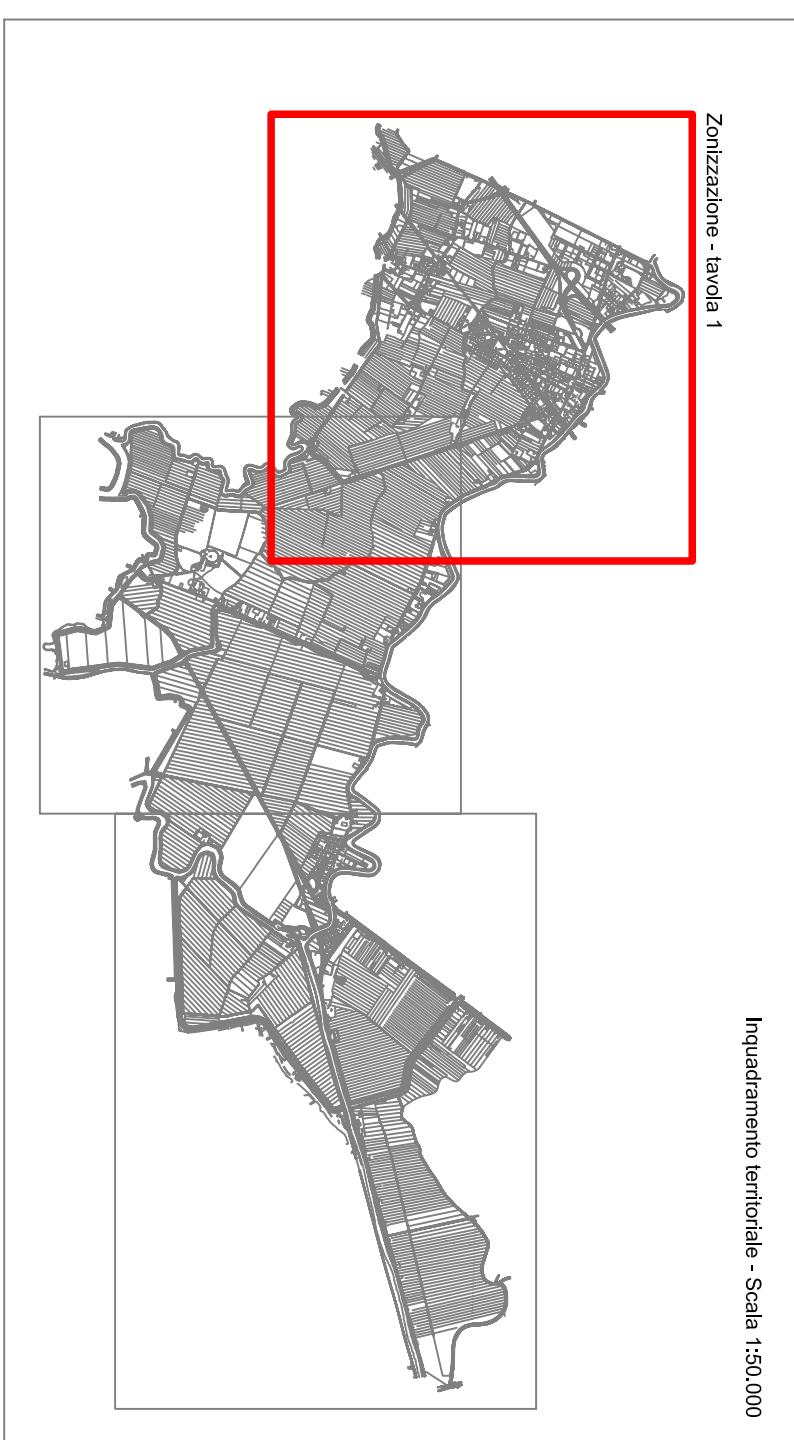 Inquadramento territoriale - Scala 1:50.000
Zonizzazione - tavola 1